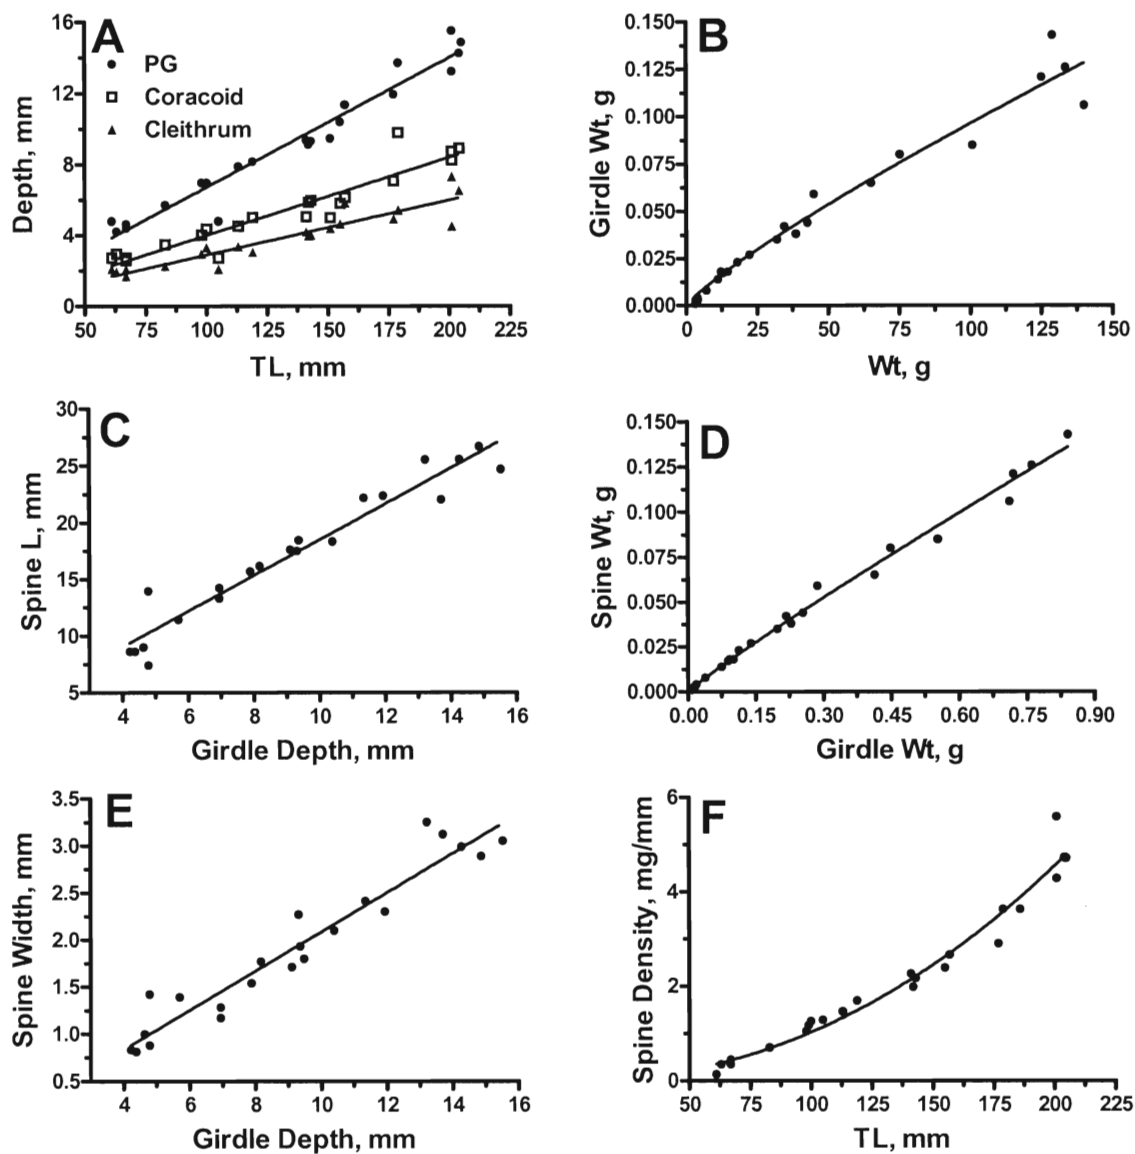 A
PG
Coracoid
Cleithrum
Depth, mm
16
12
8
4
0
50 75 100 125 150 175 200 225
TL, mm
B
Girdle Wt, g
0.150
0.125
0.100
0.075
0.050
0.025
0.000
0 25 50 75 100 125 150
Wt, g
C
Spine L, mm
30
25
20
15
10
5
4 6 8 10 12 14 16
Girdle Depth, mm
D
Spine Wt, g
0.150
0.125
0.100
0.075
0.050
0.025
0.000
0.00 0.15 0.30 0.45 0.60 0.75 0.90
Girdle Wt, g
E
Spine Width, mm
3.5
3.0
2.5
2.0
1.5
1.0
0.5
4 6 8 10 12 14 16
Girdle Depth, mm
F
Spine Density, mg/mm
6
4
2
0
50 75 100 125 150 175 200 225
TL, mm